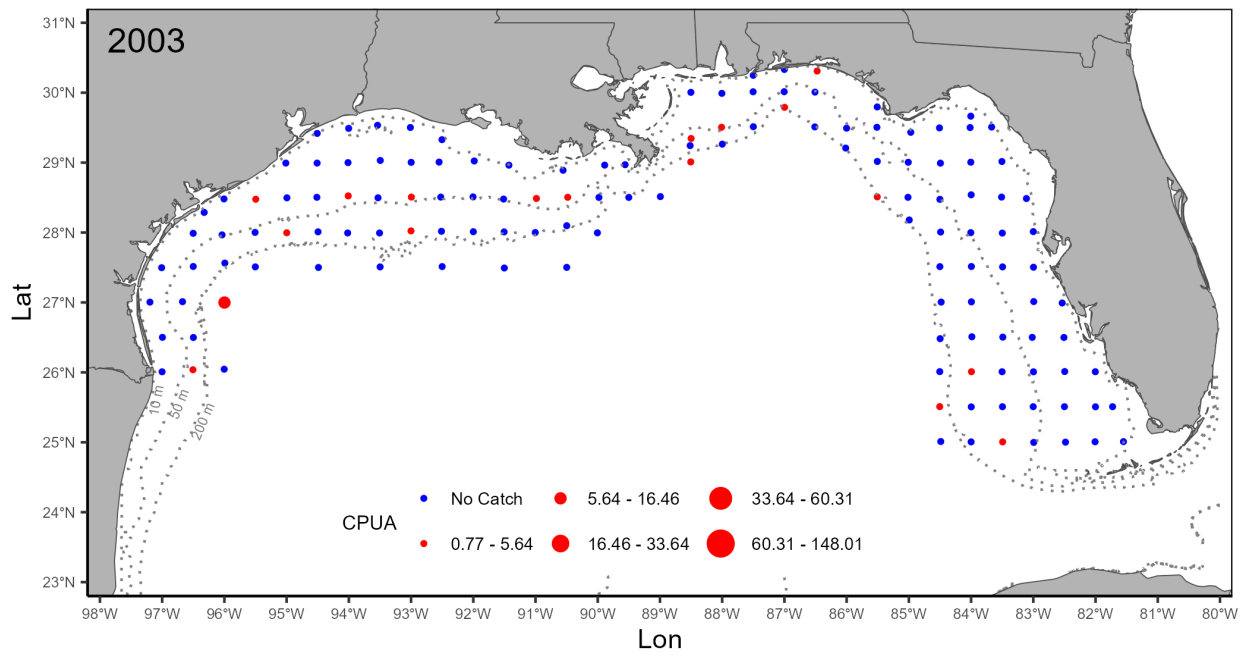 2003
31°N
30°N
29°N
28°N
27°N
26°N
25°N
24°N
23°N
Lat
10 m
50 m
200 m
No Catch
5.64 - 16.46
33.64 - 60.31
CPUA
0.77 - 5.64
16.46 - 33.64
60.31 - 148.01
98°W 97°W 96°W 95°W 94°W 93°W 92°W 91°W 90°W 89°W 88°W 87°W 86°W 85°W 84°W 83°W 82°W 81°W 80°W
Lon